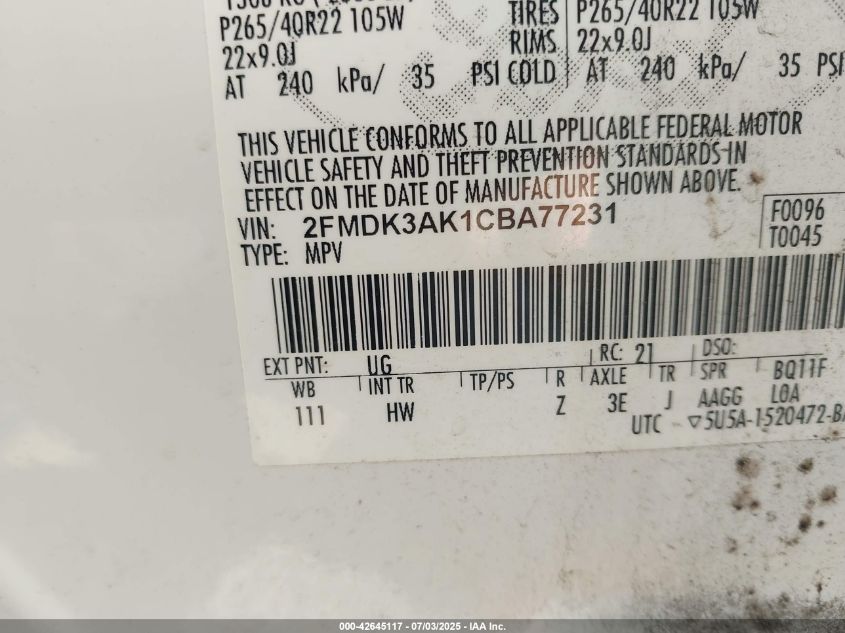 P265/40R22 105W TIRES P265/40R22 105W
22x9.0J RIMS 22x9.0J
AT 240 kPa/ 35 PSI COLD AT 240 kPa/ 35 PSI
THIS VEHICLE CONFORMS TO ALL APPLICABLE FEDERAL MOTOR
VEHICLE SAFETY AND THEFT PREVENTION STANDARDS IN
EFFECT ON THE DATE OF MANUFACTURE SHOWN ABOVE.
VIN: 2FMDK3AK1CBA77231 F0096
TYPE: MPV T0045
EXT PNT: UG RC: 21 DSO:
WB INT TR TP/PS R AXLE TR SPR BQ11F
111 HW Z 3E J AAGG LOA
UTC 5U5A-1520472-B
000-42645117 - 07/03/2025 - IAA Inc.